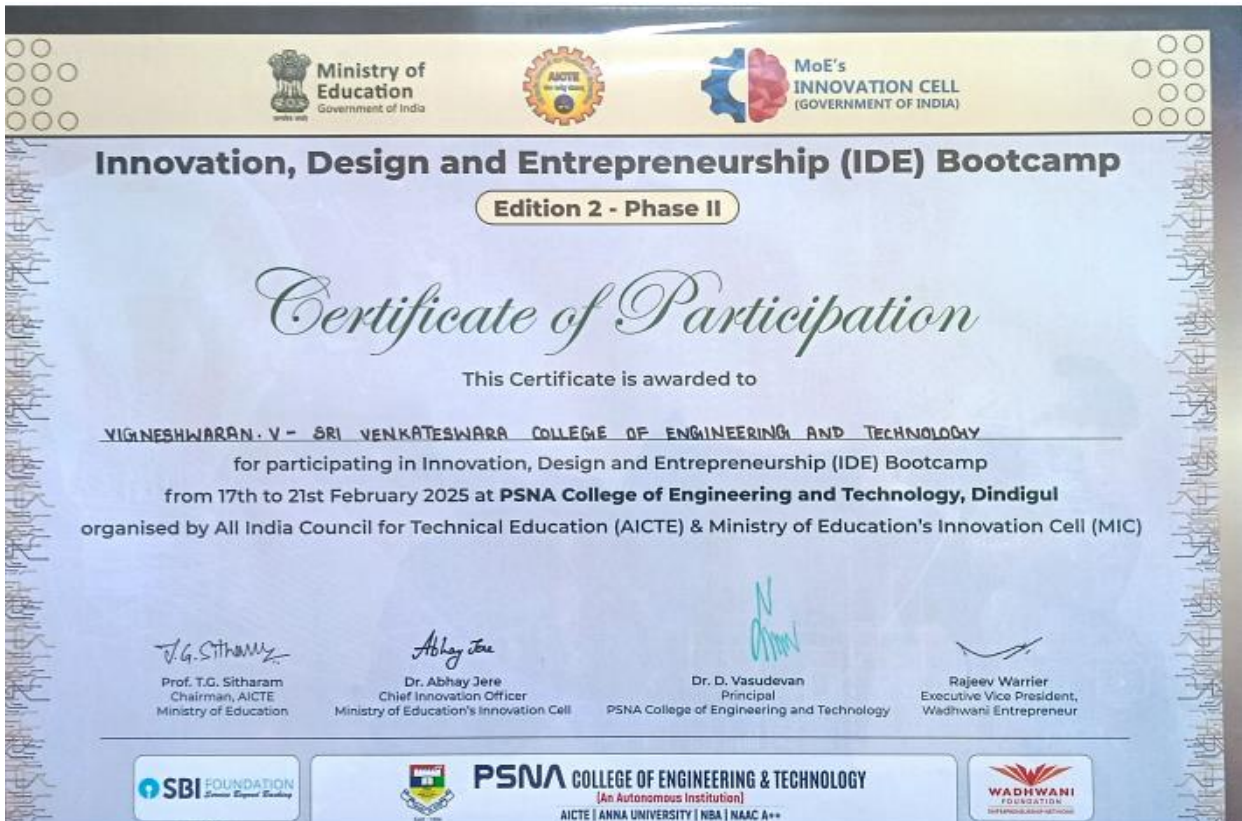 Ministry of
Education
Government of India
AICTE
MoE's
INNOVATION CELL
(GOVERNMENT OF INDIA)
Innovation, Design and Entrepreneurship (IDE) Bootcamp
Edition 2 - Phase II
Certificate of Participation
This Certificate is awarded to
VIGNESHWARAN. V - SRI VENKATESWARA COLLEGE OF ENGINEERING AND TECHNOLOGY
for participating in Innovation, Design and Entrepreneurship (IDE) Bootcamp
from 17th to 21st February 2025 at PSNA College of Engineering and Technology, Dindigul
organised by All India Council for Technical Education (AICTE) & Ministry of Education's Innovation Cell (MIC)
Abhay Jere
Prof. T.G. Sitharam
Chairman, AICTE
Ministry of Education
Dr. Abhay Jere
Chief Innovation Officer
Ministry of Education's Innovation Cell
Dr. D. Vasudevan
Principal
PSNA College of Engineering and Technology
Rajeev Warrier
Executive Vice President,
Wadhwani Entrepreneur
SBI FOUNDATION
Service Beyond Banking
PSNA COLLEGE OF ENGINEERING & TECHNOLOGY
(An Autonomous Institution)
AICTE | ANNA UNIVERSITY | NBA | NAAC A++
WADHWANI
FOUNDATION